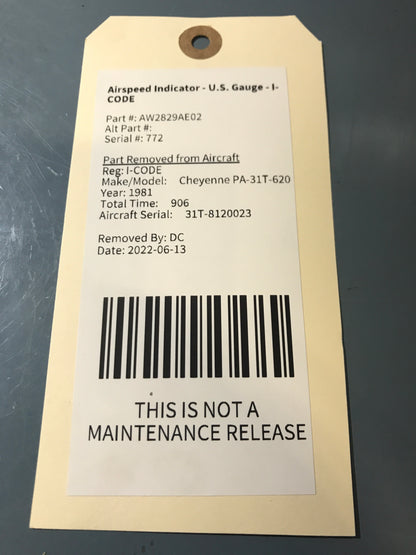 Airspeed Indicator - U.S. Gauge - I-
CODE
Part #: AW2829AE02
Alt Part #:
Serial #: 772
Part Removed from Aircraft
Reg: I-CODE
Make/Model: Cheyenne PA-31T-620
Year: 1981
Total Time: 906
Aircraft Serial: 31T-8120023
Removed By: DC
Date: 2022-06-13
THIS IS NOT A
MAINTENANCE RELEASE